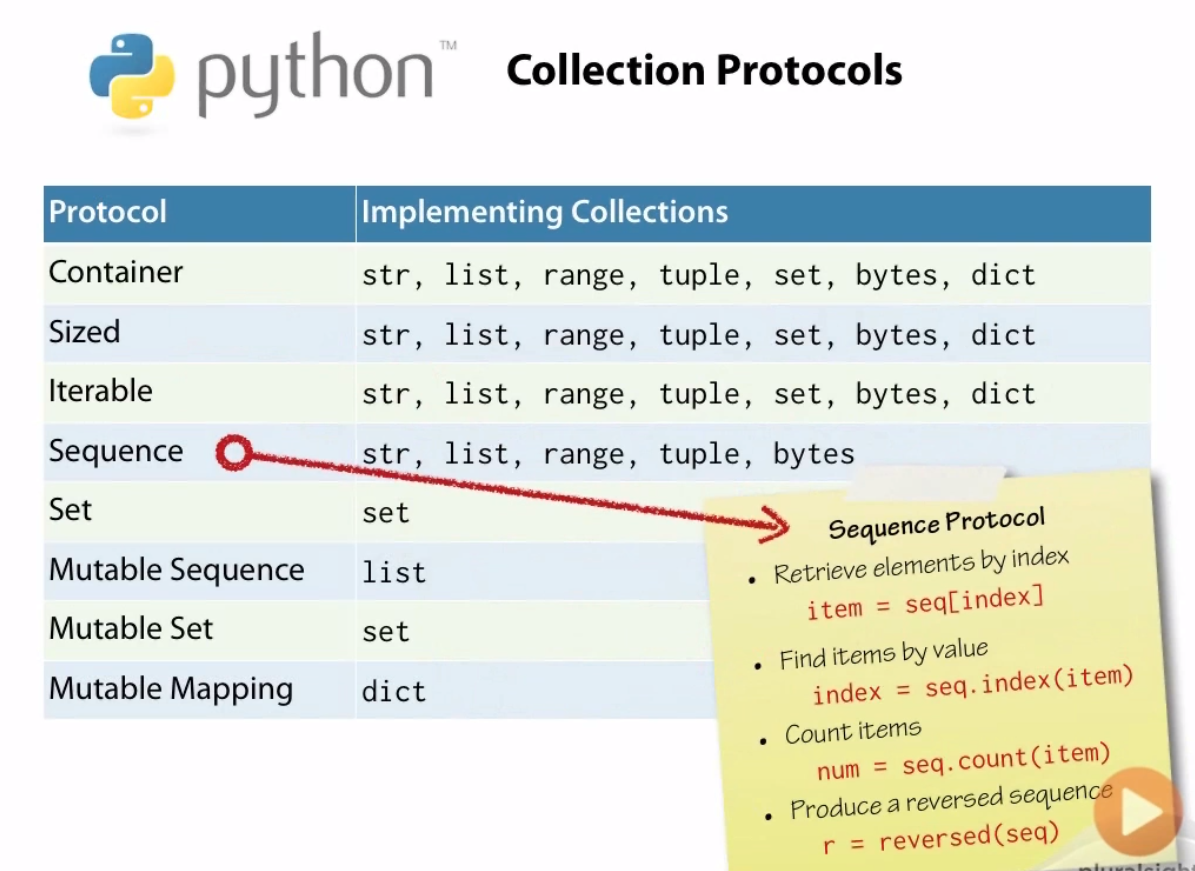 python™
Collection Protocols
Protocol Implementing Collections
Container str, list, range, tuple, set, bytes, dict
Sized str, list, range, tuple, set, bytes, dict
Iterable str, list, range, tuple, set, bytes, dict
Sequence str, list, range, tuple, bytes
Set set
Mutable Sequence list
Mutable Set set
Mutable Mapping dict
Sequence Protocol
• Retrieve elements by index
item = seq[index]
• Find items by value
index = seq.index(item)
• Count items
num = seq.count(item)
• Produce a reversed sequence
r = reversed(seq)